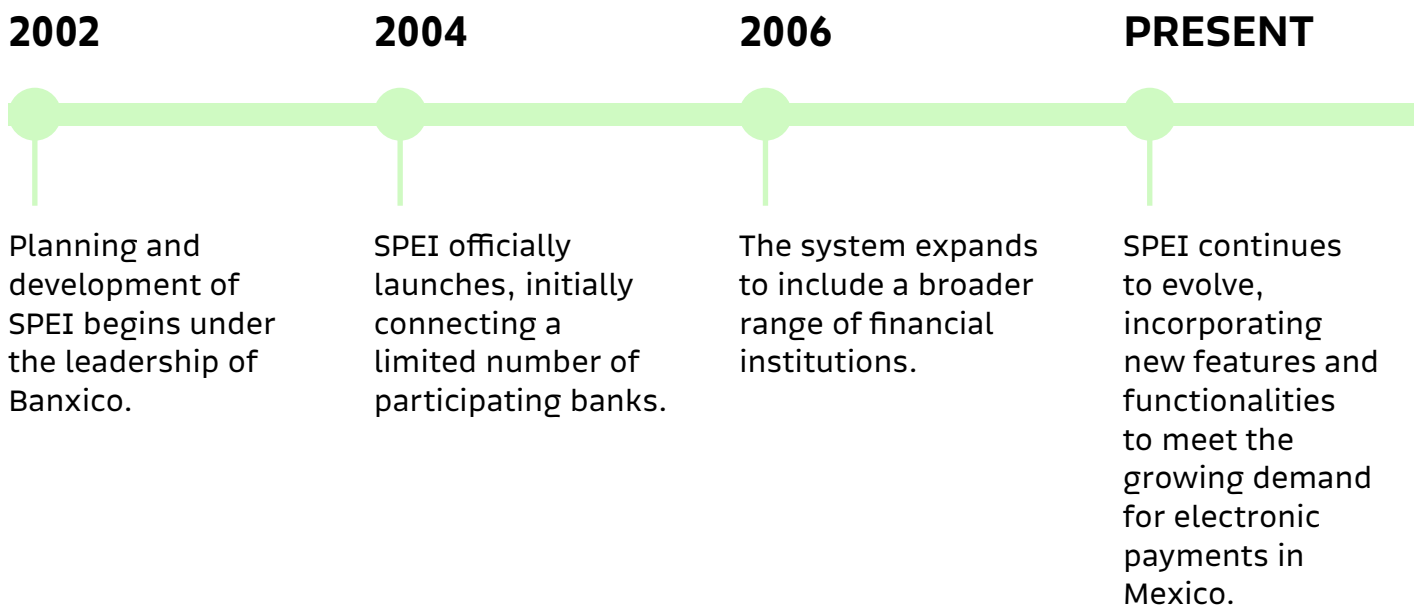 2002
Planning and
development of
SPEI begins under
the leadership of
Banxico.
2004
SPEI officially
launches, initially
connecting a
limited number of
participating banks.
2006
The system expands
to include a broader
range of financial
institutions.
PRESENT
SPEI continues
to evolve,
incorporating
new features and
functionalities
to meet the
growing demand
for electronic
payments in
Mexico.